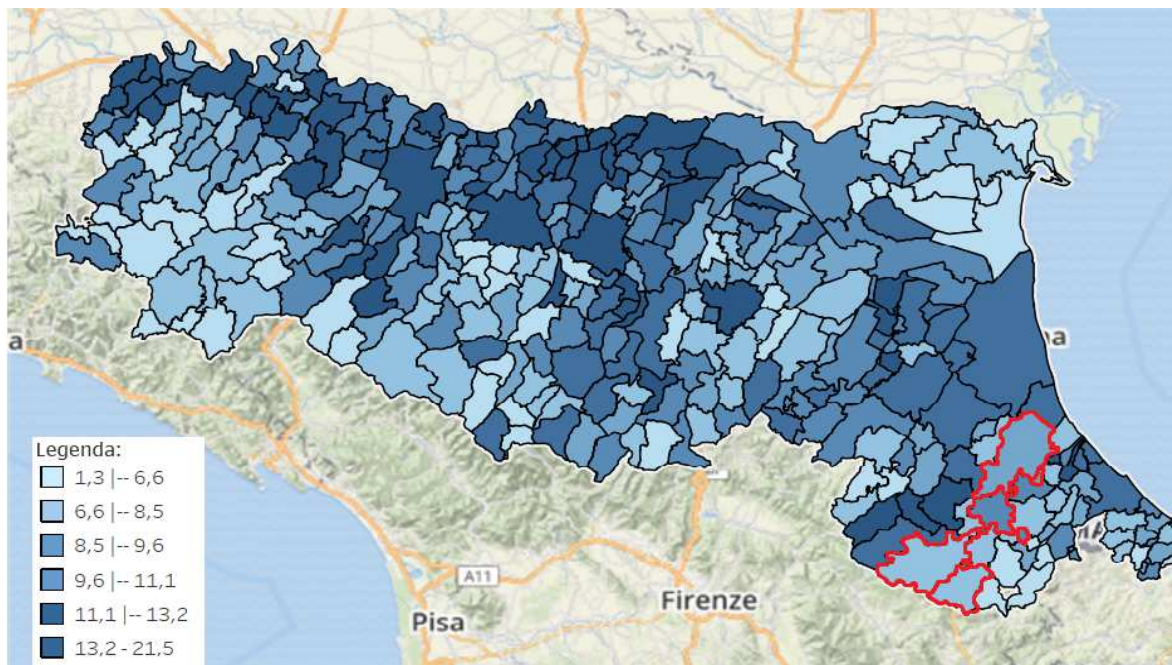 a
na
Legenda:
1,3 |-- 6,6
6,6 |-- 8,5
8,5 |-- 9,6
9,6 |-- 11,1
11,1 |-- 13,2
13,2 - 21,5
A11
Firenze
Pisa